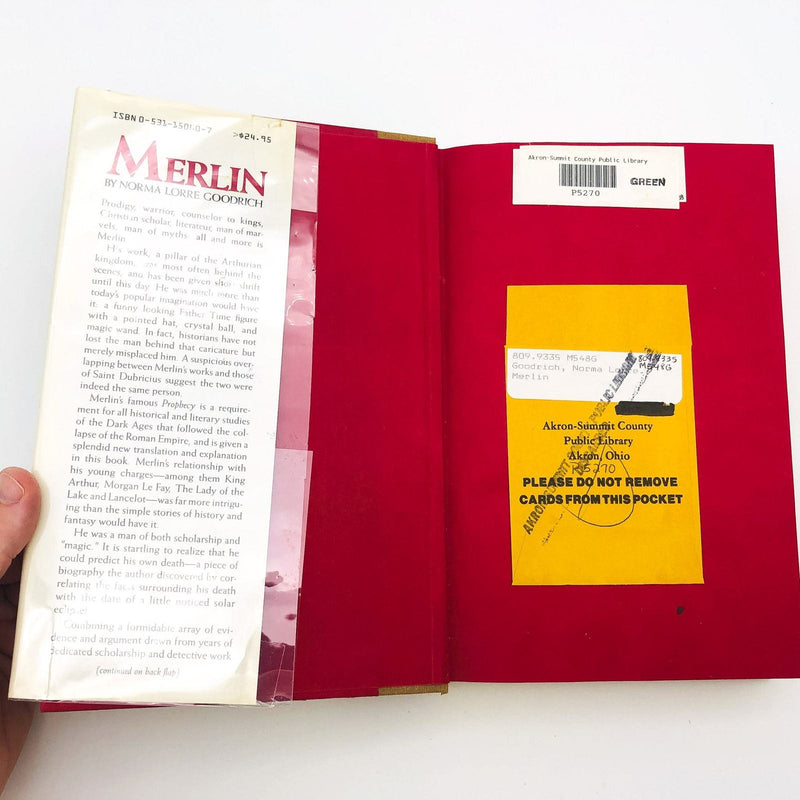 ISBN 0-531-15060-7
>$24.95
MERLIN
BY NORMA LORRE GOODRICH
Prodigy, warrior, counselor to kings,
Christian scholar, literateur, man of mar-
vels, man of myths all and more is
Merlin
His work, a pillar of the Arthurian
kingdom, was most often behind the
scenes, and has been given short shrift
until this day. He was much more than
today's popular imagination would have
it: a funny looking Father Time figure
with a pointed hat, crystal ball, and
magic wand. In fact, historians have not
lost the man behind that caricature but
merely misplaced him. A suspicious over-
lapping between Merlin's works and those
of Saint Dubricius suggest the two were
indeed the same person.
Merlin's famous Prophecy is a require-
ment for all historical and literary studies
of the Dark Ages that followed the col-
lapse of the Roman Empire, and is given a
splendid new translation and explanation
in this book. Merlin's relationship with
his young charges—among them King
Arthur, Morgan Le Fay, The Lady of the
Lake and Lancelot—was far more intrigu-
ing than the simple stories of history and
fantasy would have it.
He was a man of both scholarship and
"magic." It is startling to realize that he
could predict his own death—a piece of
biography the author discovered by cor-
relating the facts surrounding his death
with the date of a little noticed solar
eclipse.
Combining a formidable array of evi-
dence and argument drawn from years of
dedicated scholarship and detective work
(continued on back flap)
Akron-Summit County Public Library
P5270
GREEN
809.9335 M548G
Goodrich, Norma Lorre
Merlin
809.9335
M548G
Akron-Summit County
Public Library
Akron, Ohio
P5270
PLEASE DO NOT REMOVE
CARDS FROM THIS POCKET